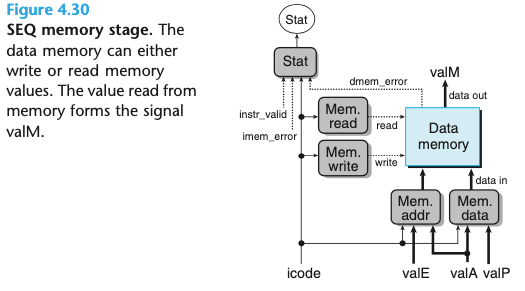 Figure 4.30
SEQ memory stage. The
data memory can either
write or read memory
values. The value read from
memory forms the signal
valM.
Stat
Stat
dmem_error
valM
data out
instr_valid
imem_error
Mem.
read
read
Data
memory
Mem.
write
write
data in
Mem.
addr
Mem.
data
icode
valE
valA
valP